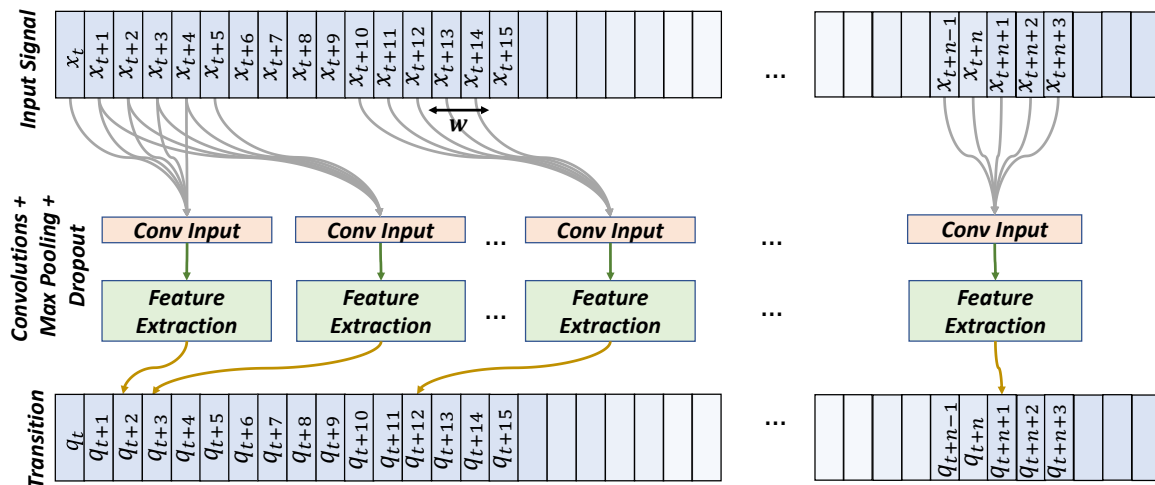 Input Signal
x_t
x_{t+1}
x_{t+2}
x_{t+3}
x_{t+4}
x_{t+5}
x_{t+6}
x_{t+7}
x_{t+8}
x_{t+9}
x_{t+10}
x_{t+11}
x_{t+12}
x_{t+13}
x_{t+14}
x_{t+15}
...
x_{t+n-1}
x_{t+n}
x_{t+n+1}
x_{t+n+2}
x_{t+n+3}
w
Convolutions +
Max Pooling +
Dropout
Conv Input
Conv Input
...
Conv Input
...
Conv Input
Feature
Extraction
Feature
Extraction
...
Feature
Extraction
...
Feature
Extraction
Transition
q_t
q_{t+1}
q_{t+2}
q_{t+3}
q_{t+4}
q_{t+5}
q_{t+6}
q_{t+7}
q_{t+8}
q_{t+9}
q_{t+10}
q_{t+11}
q_{t+12}
q_{t+13}
q_{t+14}
q_{t+15}
...
q_{t+n-1}
q_{t+n}
q_{t+n+1}
q_{t+n+2}
q_{t+n+3}